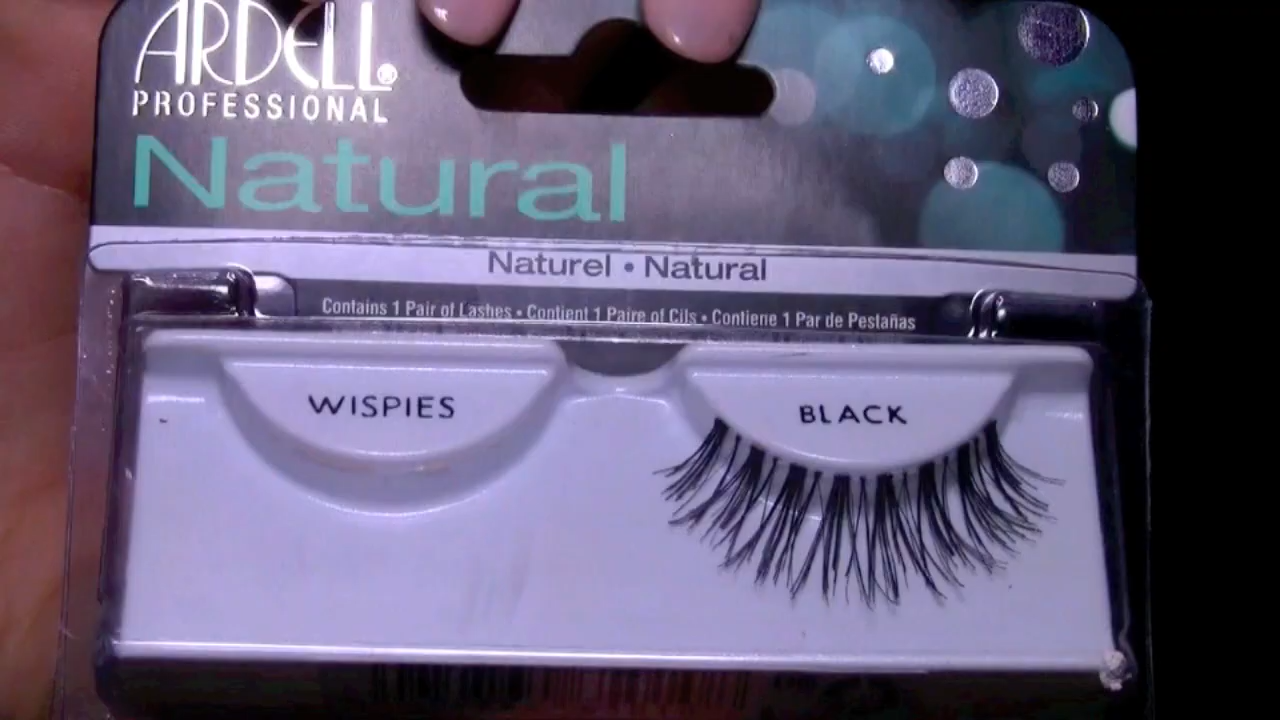 ARDELL®
PROFESSIONAL
Natural
Naturel • Natural
Contains 1 Pair of Lashes • Contient 1 Paire of Cils • Contiene 1 Par de Pestañas
WISPIES
BLACK